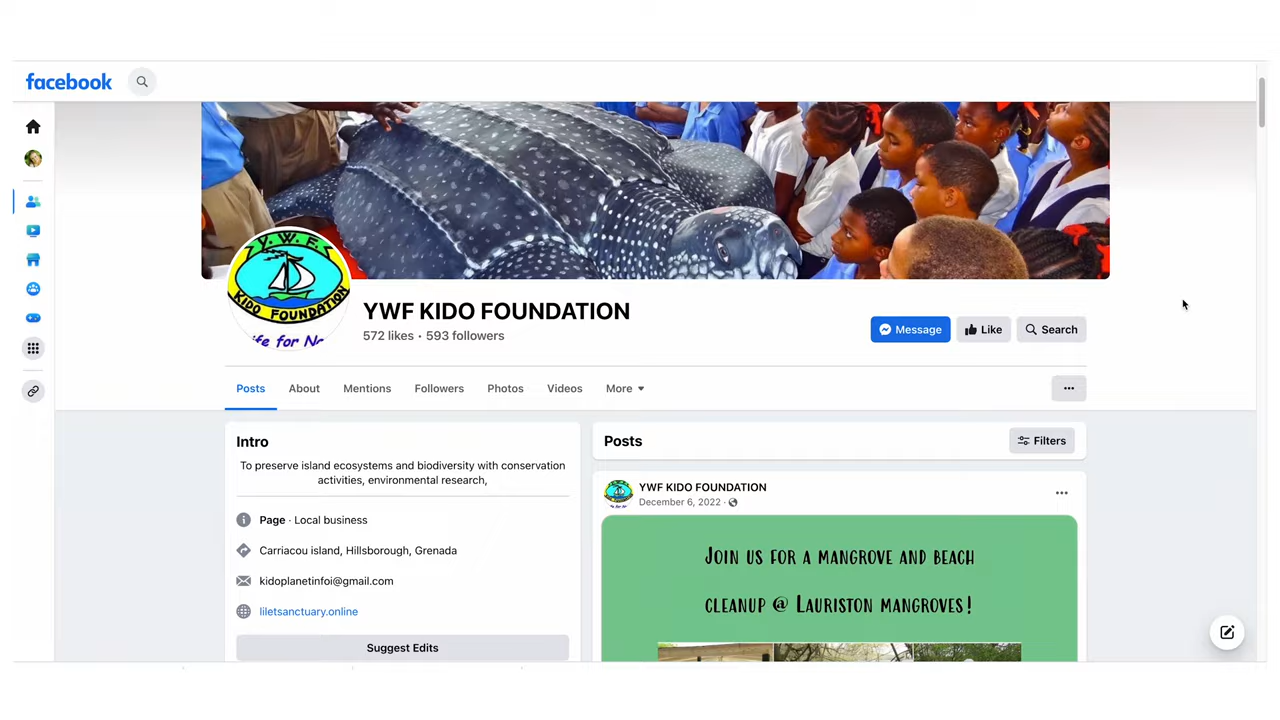 facebook
Y.W.F.
KIDO FOUNDATION
YWF KIDO FOUNDATION
572 likes · 593 followers
Message
Like
Search
Posts
About
Mentions
Followers
Photos
Videos
More
Intro
To preserve island ecosystems and biodiversity with conservation
activities, environmental research,
Page · Local business
Carriacou island, Hillsborough, Grenada
kidoplanetinfoi@gmail.com
liletsanctuary.online
Suggest Edits
Posts
Filters
YWF KIDO FOUNDATION
December 6, 2022 ·
Join us for a mangrove and beach
cleanup @ Lauriston mangroves!